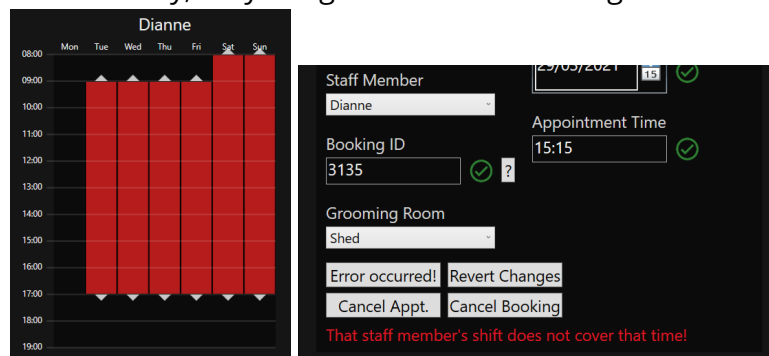 Dianne
Mon Tue Wed Thu Fri Sat Sun
08:00
09:00
10:00
11:00
12:00
13:00
14:00
15:00
16:00
17:00
18:00
19:00
29/03/2021 15
Staff Member
Dianne
Appointment Time
15:15
Booking ID
3135 ?
Grooming Room
Shed
Error occurred! Revert Changes
Cancel Appt. Cancel Booking
That staff member's shift does not cover that time!